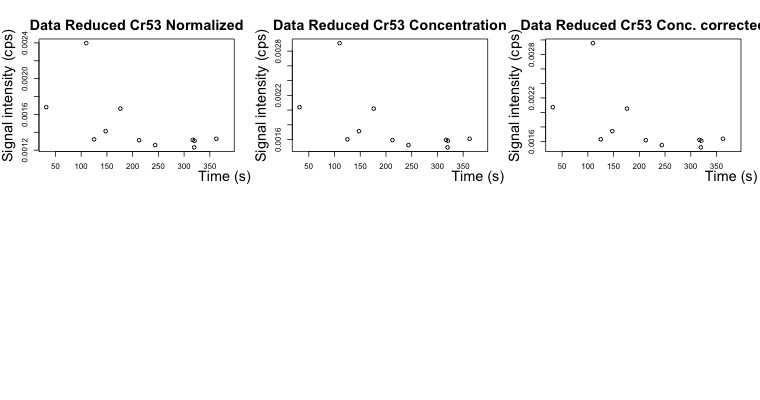 Data Reduced Cr53 Normalized
Signal intensity (cps)
0.0012 0.0016 0.0020 0.0024
50 100 150 200 250 300 350
Time (s)
Data Reduced Cr53 Concentration
Signal intensity (cps)
0.0016 0.0022 0.0028
50 100 150 200 250 300 350
Time (s)
Data Reduced Cr53 Conc. corrected
Signal intensity (cps)
0.0016 0.0022 0.0028
50 100 150 200 250 300 350
Time (s)